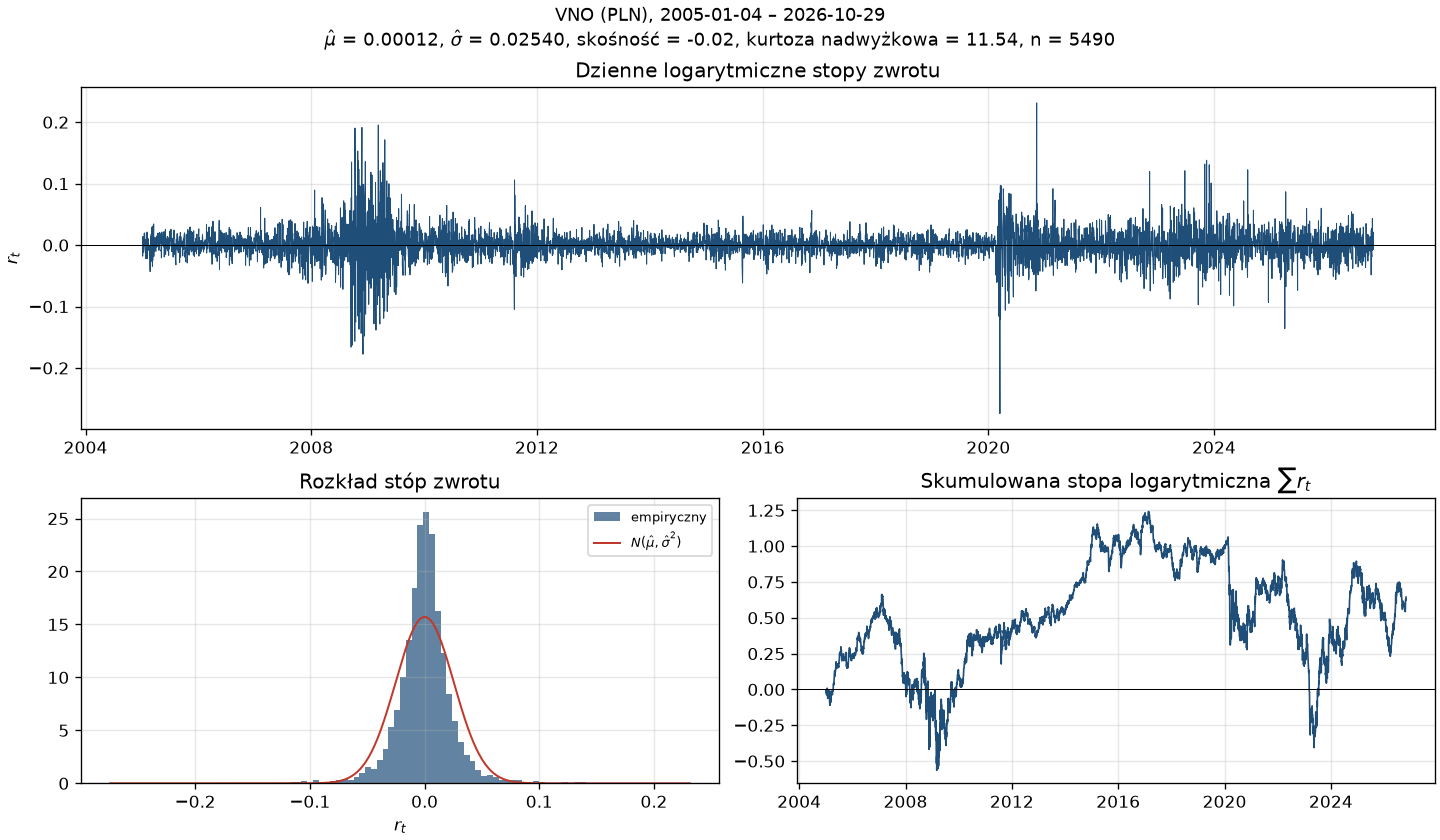 VNO (PLN), 2005-01-04 – 2026-10-29
μ̂ = 0.00012, σ̂ = 0.02540, skośność = -0.02, kurtoza nadwyżkowa = 11.54, n = 5490
Dzienne logarytmiczne stopy zwrotu
0.2
0.1
0.0
−0.1
−0.2
r_t
2004 2008 2012 2016 2020 2024
Rozkład stóp zwrotu
25
20
15
10
5
0
empiryczny
N(μ̂, σ̂²)
−0.2 −0.1 0.0 0.1 0.2
r_t
Skumulowana stopa logarytmiczna ∑r_t
1.25
1.00
0.75
0.50
0.25
0.00
−0.25
−0.50
2004 2008 2012 2016 2020 2024